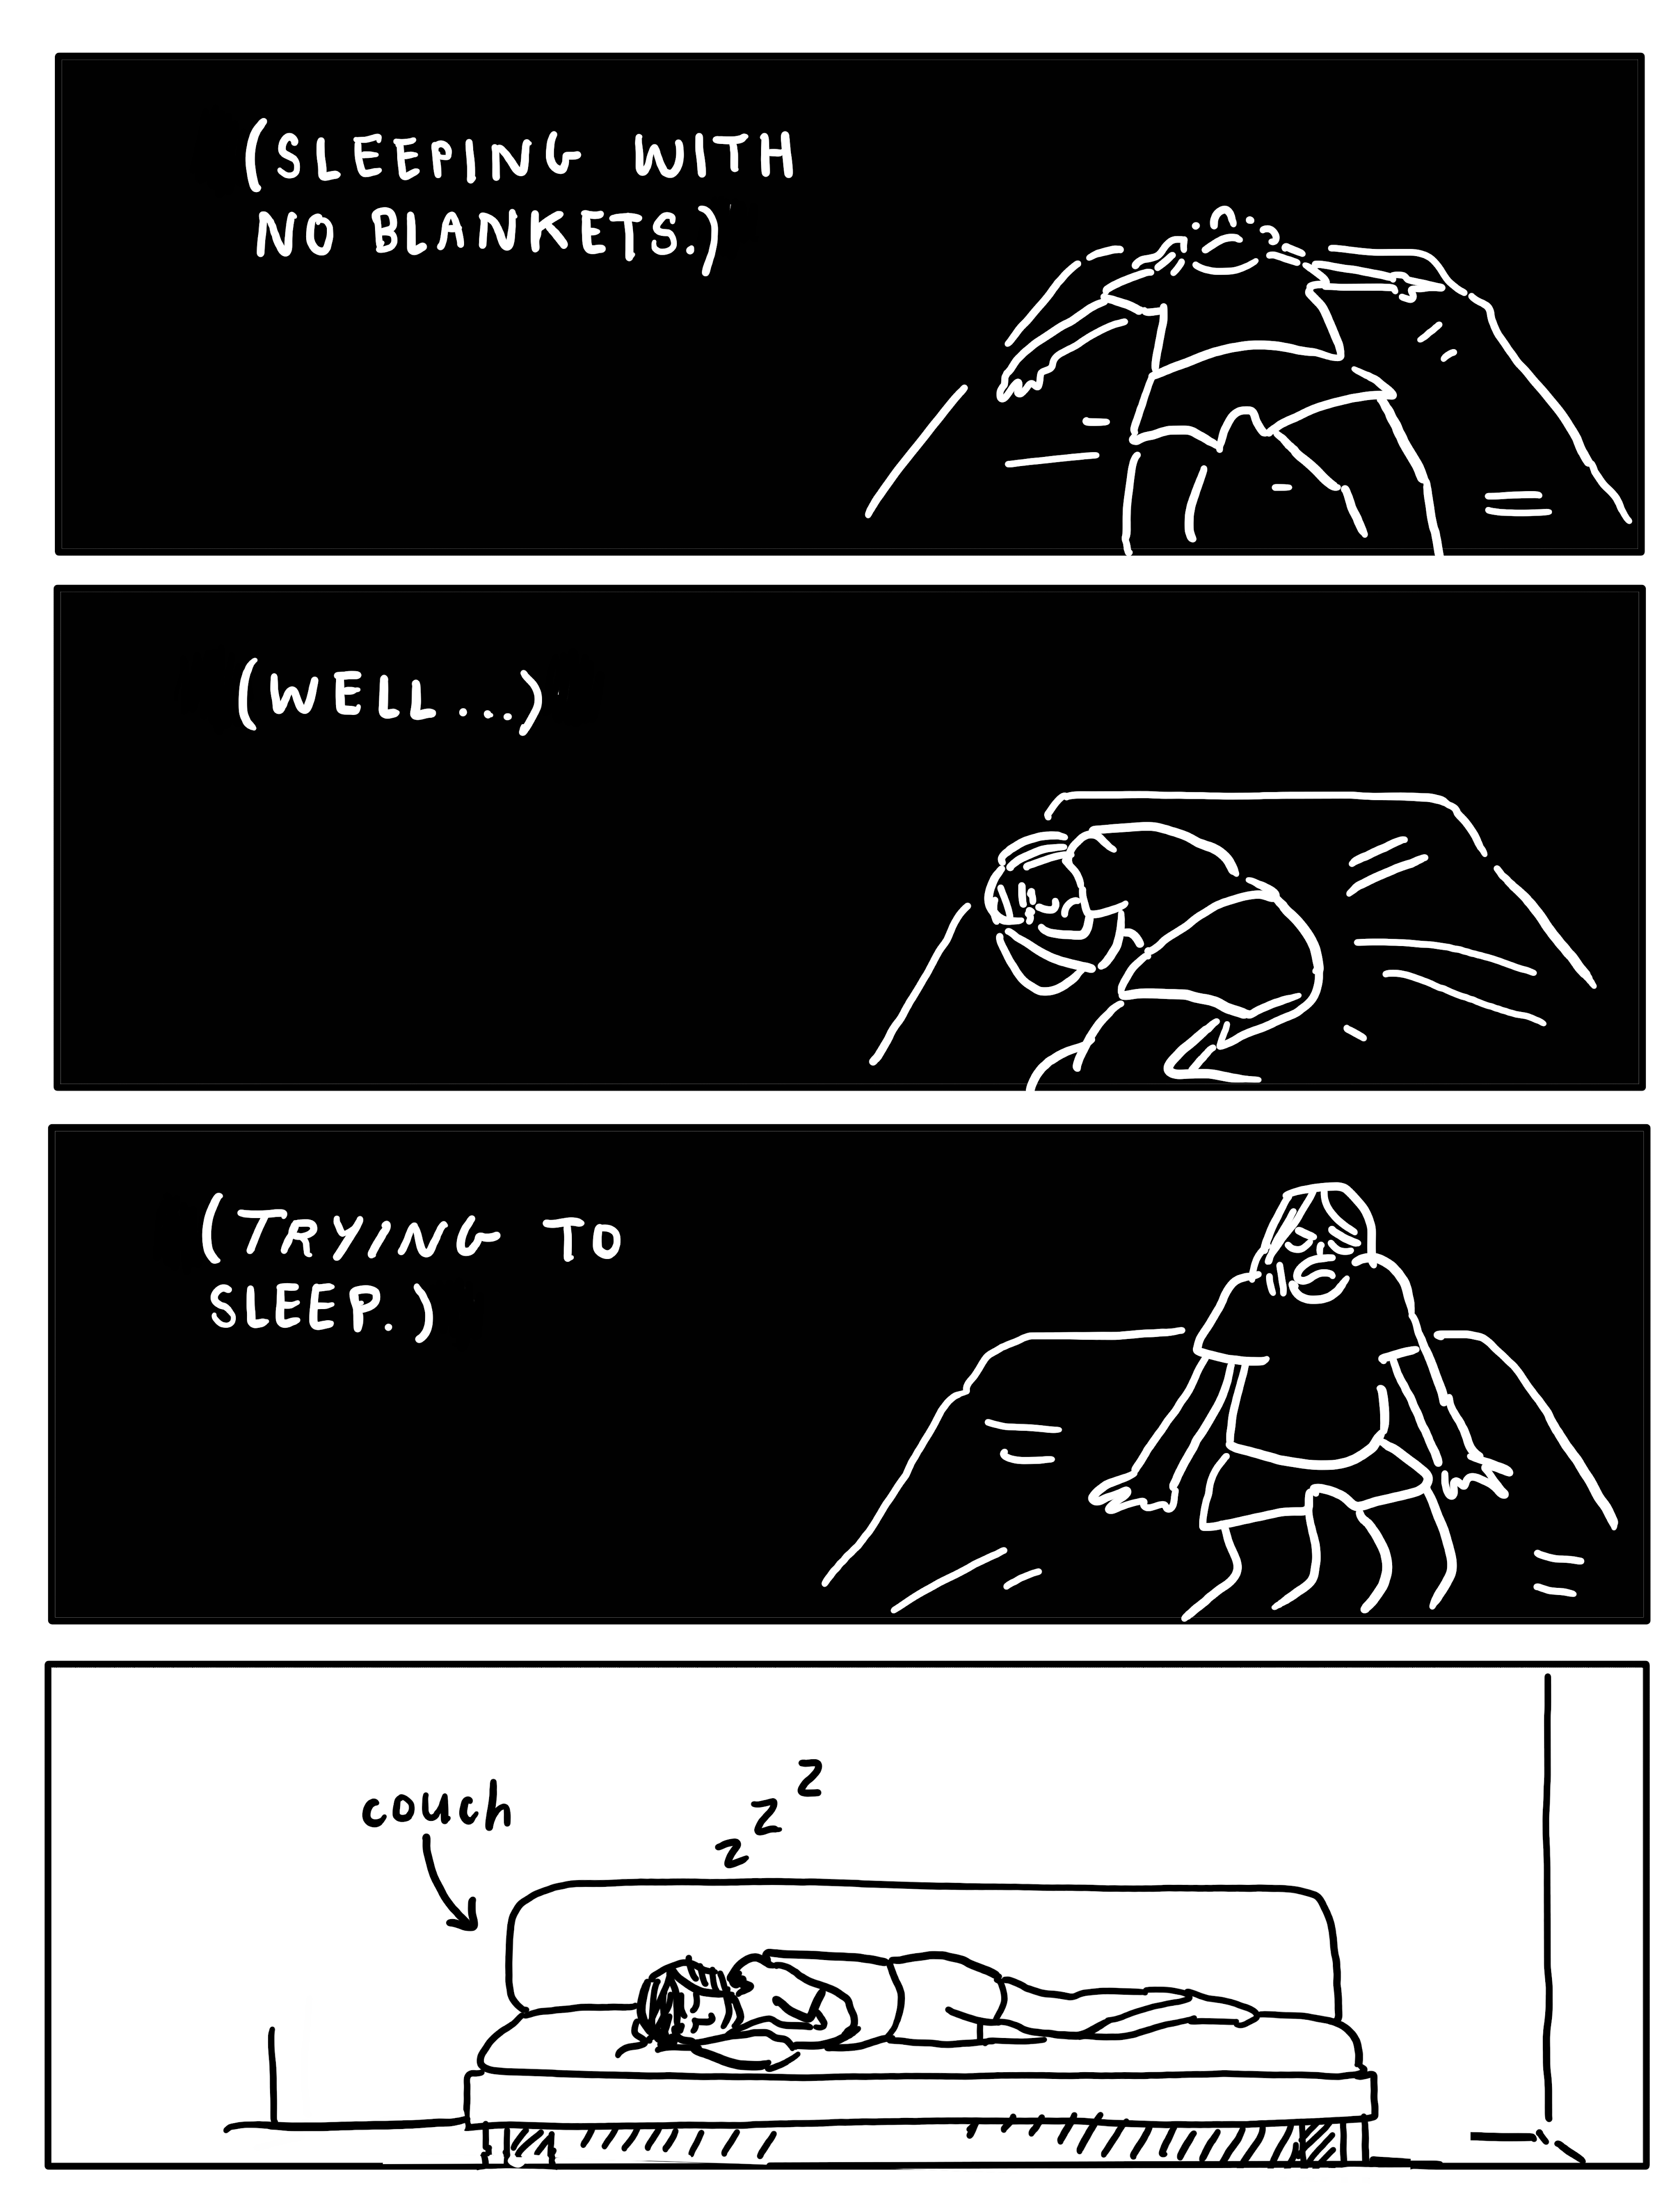 (SLEEPING WITH
NO BLANKETS.)
(WELL...)
(TRYING TO
SLEEP.)
z
z
z
couch